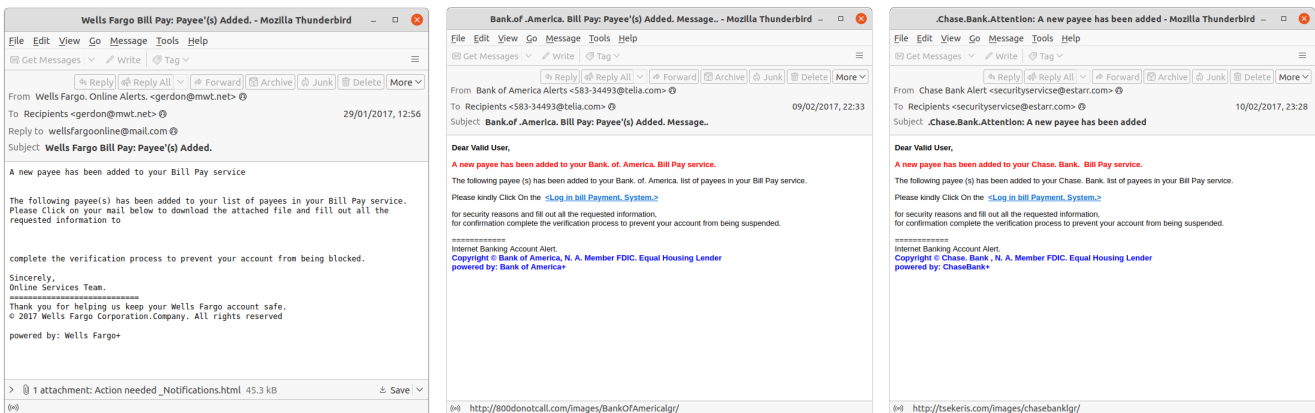 Wells Fargo Bill Pay: Payee'(s) Added. - Mozilla Thunderbird
File Edit View Go Message Tools Help
Get Messages Write Tag
Reply Reply All Forward Archive Junk Delete More
From Wells Fargo. Online Alerts. <gerdon@mwt.net>
To Recipients <gerdon@mwt.net> 29/01/2017, 12:56
Reply to wellsfargoonline@mail.com
Subject Wells Fargo Bill Pay: Payee'(s) Added.
A new payee has been added to your Bill Pay service
The following payee(s) has been added to your list of payees in your Bill Pay service.
Please Click on your mail below to download the attached file and fill out all the
requested information to
complete the verification process to prevent your account from being blocked.
Sincerely,
Online Services Team.
============================
Thank you for helping us keep your Wells Fargo account safe.
© 2017 Wells Fargo Corporation.Company. All rights reserved
powered by: Wells Fargo+
1 attachment: Action needed _Notifications.html 45.3 kB Save
Bank.of .America. Bill Pay: Payee'(s) Added. Message.. - Mozilla Thunderbird
File Edit View Go Message Tools Help
Get Messages Write Tag
Reply Reply All Forward Archive Junk Delete More
From Bank of America Alerts <583-34493@telia.com>
To Recipients <583-34493@telia.com> 09/02/2017, 22:33
Subject Bank.of .America. Bill Pay: Payee'(s) Added. Message..
Dear Valid User,
A new payee has been added to your Bank. of. America. Bill Pay service.
The following payee (s) has been added to your Bank. of. America. list of payees in your Bill Pay service.
Please kindly Click On the <Log in bill Payment. System.>
for security reasons and fill out all the requested information,
for confirmation complete the verification process to prevent your account from being suspended.
============
Internet Banking Account Alert.
Copyright © Bank of America, N. A. Member FDIC. Equal Housing Lender
powered by: Bank of America+
http://800donotcall.com/images/BankOfAmericalgr/
.Chase.Bank.Attention: A new payee has been added - Mozilla Thunderbird
File Edit View Go Message Tools Help
Get Messages Write Tag
Reply Reply All Forward Archive Junk Delete More
From Chase Bank Alert <securityservicse@estarr.com>
To Recipients <securityservicse@estarr.com> 10/02/2017, 23:28
Subject .Chase.Bank.Attention: A new payee has been added
Dear Valid User,
A new payee has been added to your Chase. Bank. Bill Pay service.
The following payee (s) has been added to your Chase. Bank. list of payees in your Bill Pay service.
Please kindly Click On the <Log in bill Payment. System.>
for security reasons and fill out all the requested information,
for confirmation complete the verification process to prevent your account from being suspended.
============
Internet Banking Account Alert.
Copyright © Chase. Bank , N. A. Member FDIC. Equal Housing Lender
powered by: ChaseBank+
http://tsekeris.com/images/chasebanklgr/